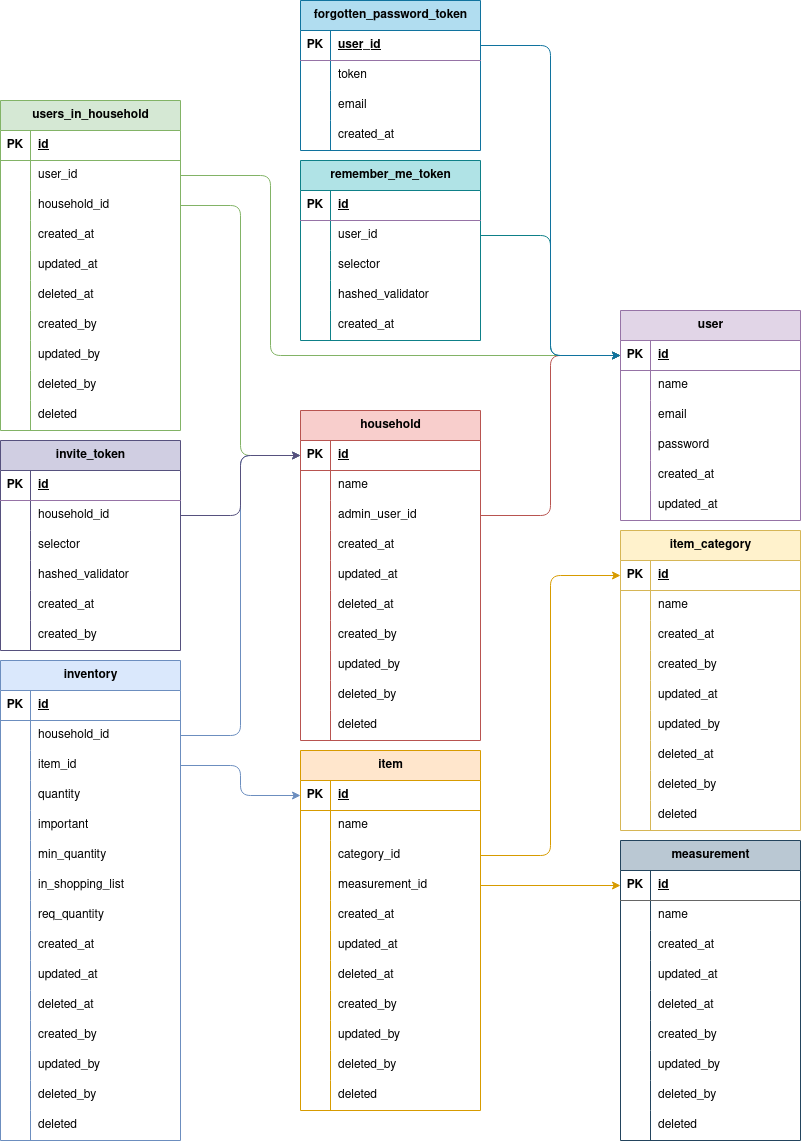 forgotten_password_token
PK user_id
token
email
created_at
users_in_household
PK id
user_id
household_id
created_at
updated_at
deleted_at
created_by
updated_by
deleted_by
deleted
remember_me_token
PK id
user_id
selector
hashed_validator
created_at
user
PK id
name
email
password
created_at
updated_at
invite_token
PK id
household_id
selector
hashed_validator
created_at
created_by
household
PK id
name
admin_user_id
created_at
updated_at
deleted_at
created_by
updated_by
deleted_by
deleted
item_category
PK id
name
created_at
created_by
updated_at
updated_by
deleted_at
deleted_by
deleted
inventory
PK id
household_id
item_id
quantity
important
min_quantity
in_shopping_list
req_quantity
created_at
updated_at
deleted_at
created_by
updated_by
deleted_by
deleted
item
PK id
name
category_id
measurement_id
created_at
updated_at
deleted_at
created_by
updated_by
deleted_by
deleted
measurement
PK id
name
created_at
updated_at
deleted_at
created_by
updated_by
deleted_by
deleted